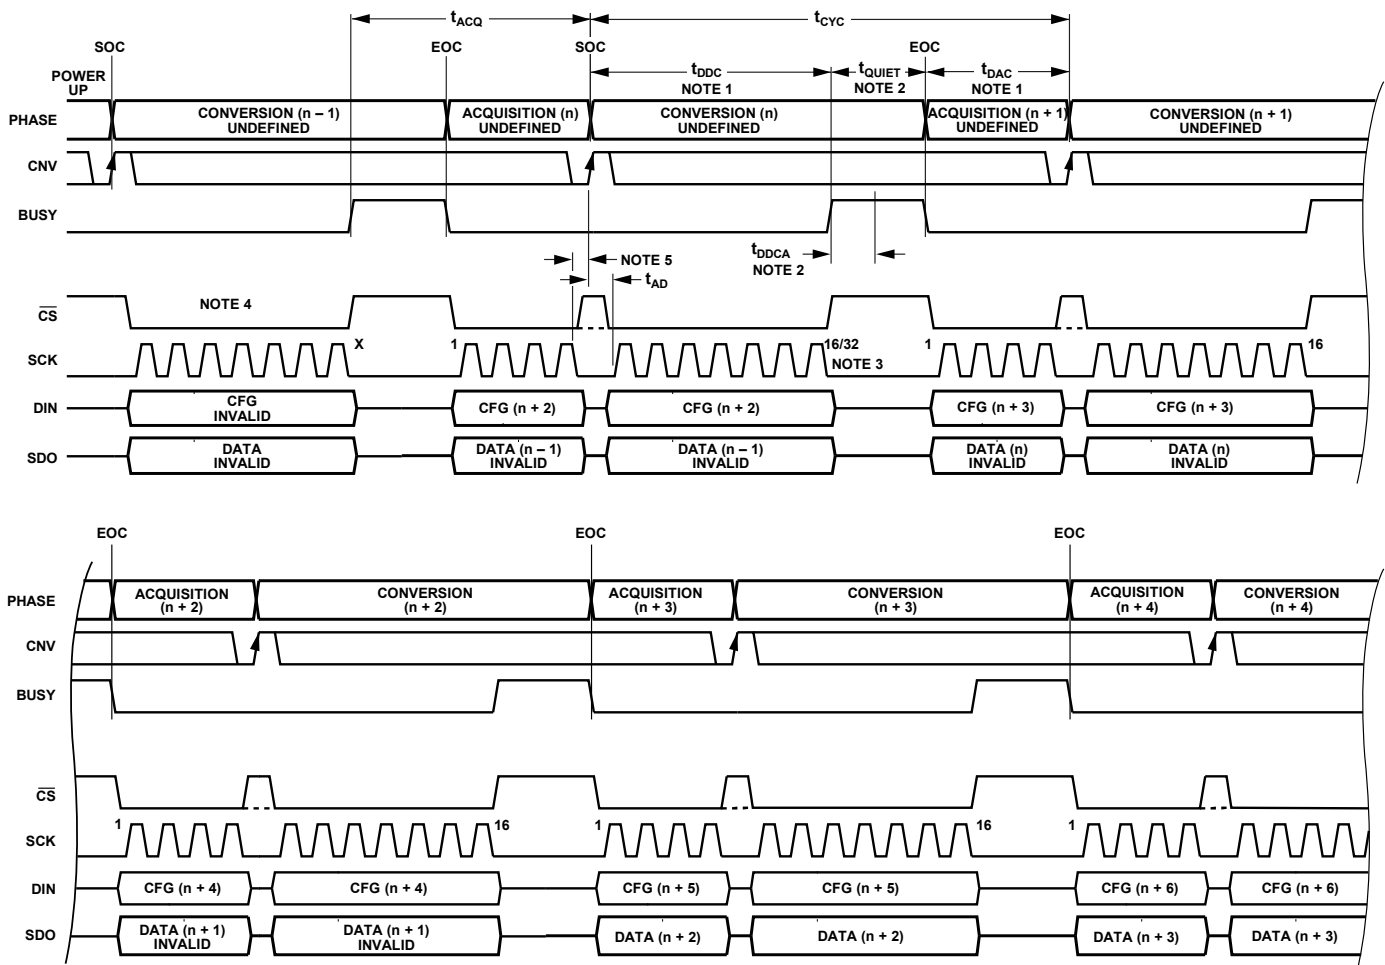 tACQ
tCYC
SOC
EOC
SOC
EOC
POWER
UP
tDDC
NOTE 1
tQUIET
NOTE 2
tDAC
NOTE 1
PHASE
CONVERSION (n – 1)
UNDEFINED
ACQUISITION (n)
UNDEFINED
CONVERSION (n)
UNDEFINED
ACQUISITION (n + 1)
UNDEFINED
CONVERSION (n + 1)
UNDEFINED
CNV
BUSY
NOTE 5
tAD
tDDCA
NOTE 2
CS
NOTE 4
SCK
X
1
16/32
NOTE 3
1
16
DIN
CFG
INVALID
CFG (n + 2)
CFG (n + 2)
CFG (n + 3)
CFG (n + 3)
SDO
DATA
INVALID
DATA (n – 1)
INVALID
DATA (n – 1)
INVALID
DATA (n)
INVALID
DATA (n)
INVALID
EOC
EOC
EOC
PHASE
ACQUISITION
(n + 2)
CONVERSION
(n + 2)
ACQUISITION
(n + 3)
CONVERSION
(n + 3)
ACQUISITION
(n + 4)
CONVERSION
(n + 4)
CNV
BUSY
CS
SCK
1
16
1
16
1
DIN
CFG (n + 4)
CFG (n + 4)
CFG (n + 5)
CFG (n + 5)
CFG (n + 6)
CFG (n + 6)
SDO
DATA (n + 1)
INVALID
DATA (n + 1)
INVALID
DATA (n + 2)
DATA (n + 2)
DATA (n + 3)
DATA (n + 3)